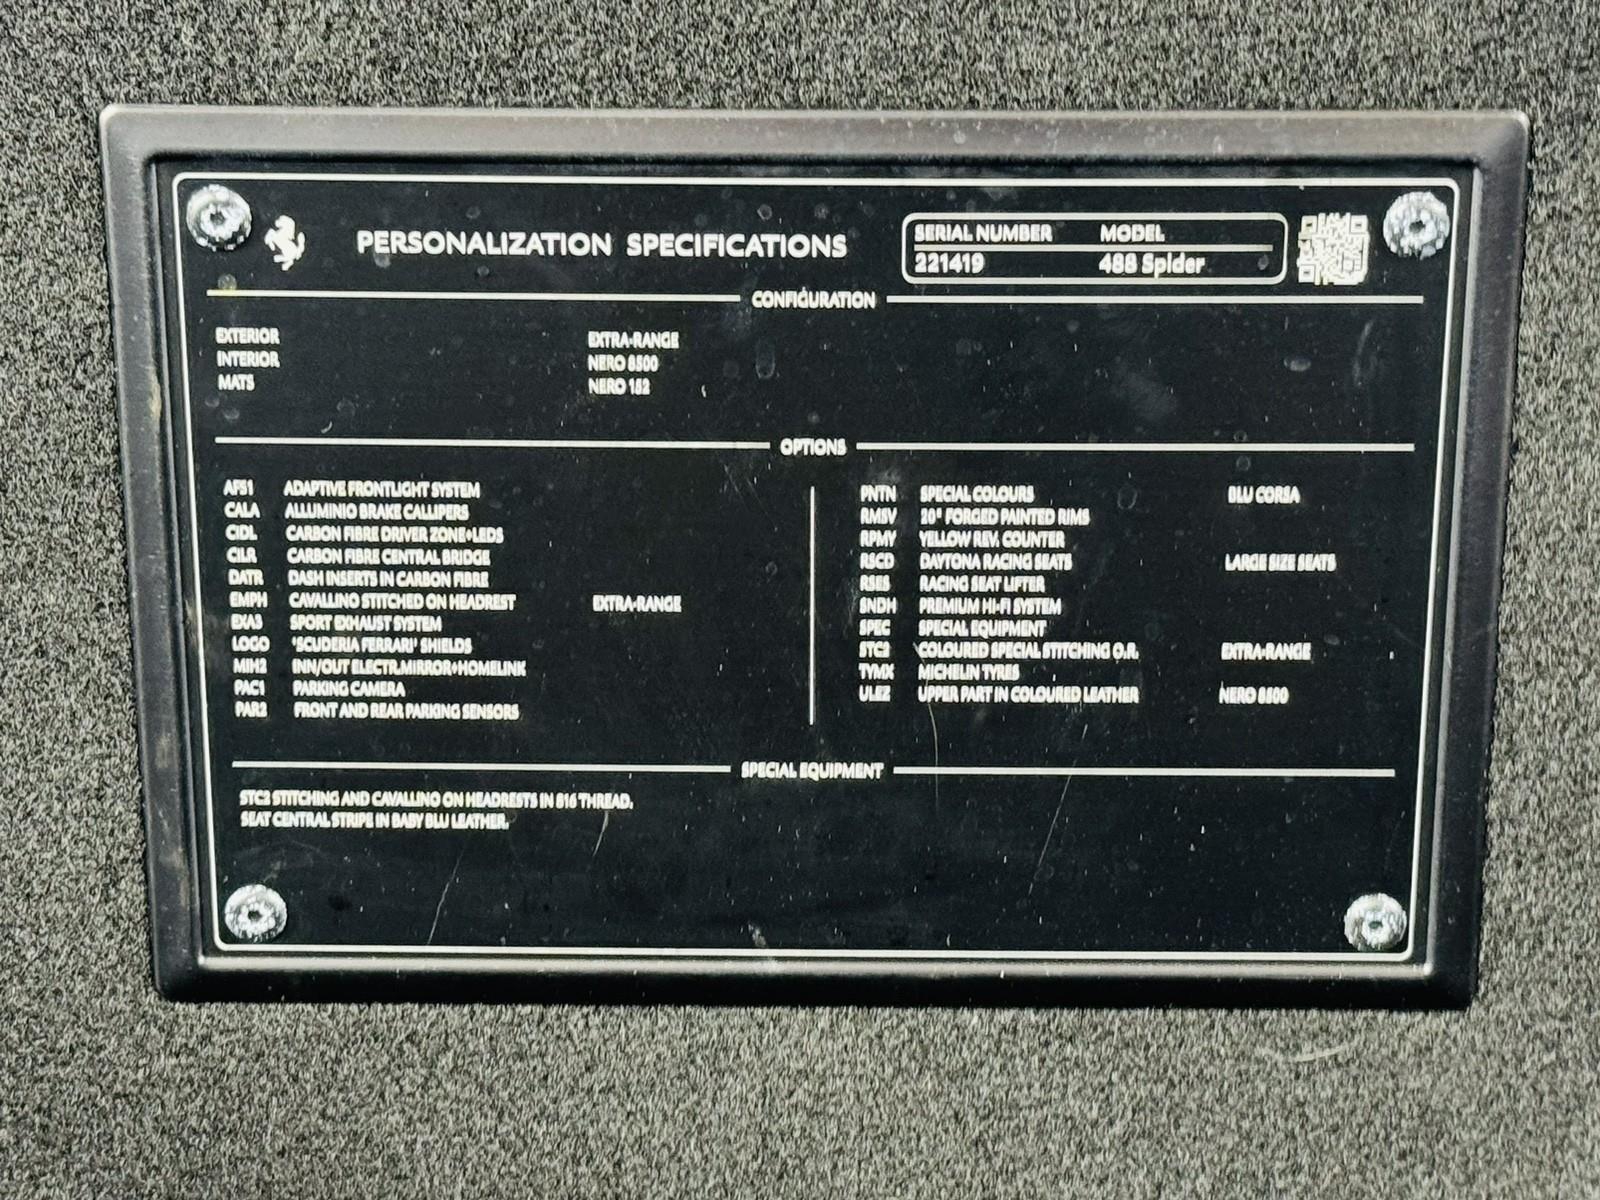 PERSONALIZATION SPECIFICATIONS
SERIAL NUMBER MODEL
221419 488 Spider
CONFIGURATION
EXTERIOR EXTRA-RANGE
INTERIOR NERO 8500
MATS NERO 152
OPTIONS
AFS1 ADAPTIVE FRONTLIGHT SYSTEM
CALA ALLUMINIO BRAKE CALLIPERS
CIDL CARBON FIBRE DRIVER ZONE+LEDS
CILR CARBON FIBRE CENTRAL BRIDGE
DATR DASH INSERTS IN CARBON FIBRE
EMPH CAVALLINO STITCHED ON HEADREST EXTRA-RANGE
EXA3 SPORT EXHAUST SYSTEM
LOGO 'SCUDERIA FERRARI' SHIELDS
MIH2 INN/OUT ELECTR.MIRROR+HOMELINK
PAC1 PARKING CAMERA
PAR2 FRONT AND REAR PARKING SENSORS
PNTN SPECIAL COLOURS BLU CORSA
RMSV 20" FORGED PAINTED RIMS
RPMY YELLOW REV. COUNTER
RSCD DAYTONA RACING SEATS LARGE SIZE SEATS
RSES RACING SEAT LIFTER
SNDH PREMIUM HI-FI SYSTEM
SPEC SPECIAL EQUIPMENT
STC2 COLOURED SPECIAL STITCHING O.R. EXTRA-RANGE
TYMX MICHELIN TYRES
ULEZ UPPER PART IN COLOURED LEATHER NERO 8500
SPECIAL EQUIPMENT
STC2 STITCHING AND CAVALLINO ON HEADRESTS IN 816 THREAD.
SEAT CENTRAL STRIPE IN BABY BLU LEATHER.